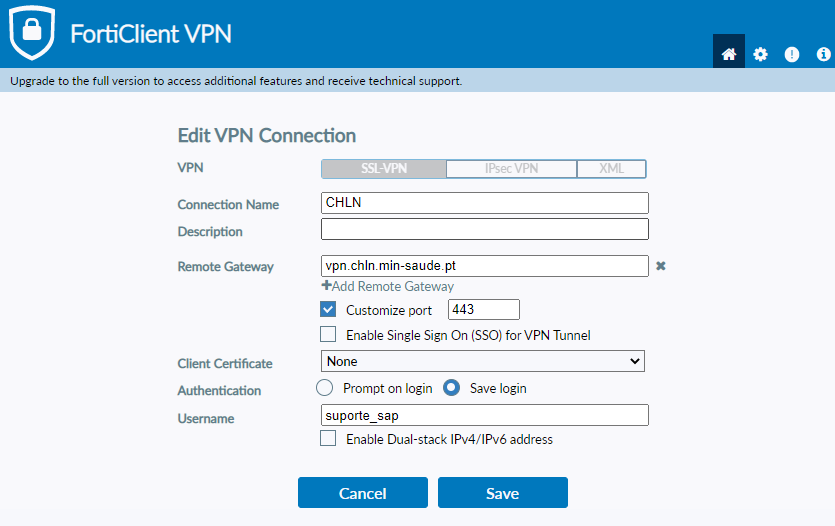 FortiClient VPN
Upgrade to the full version to access additional features and receive technical support.
Edit VPN Connection
VPN SSL-VPN IPsec VPN XML
Connection Name CHLN
Description
Remote Gateway vpn.chln.min-saude.pt
Add Remote Gateway
Customize port 443
Enable Single Sign On (SSO) for VPN Tunnel
Client Certificate None
Authentication Prompt on login Save login
Username suporte_sap
Enable Dual-stack IPv4/IPv6 address
Cancel Save